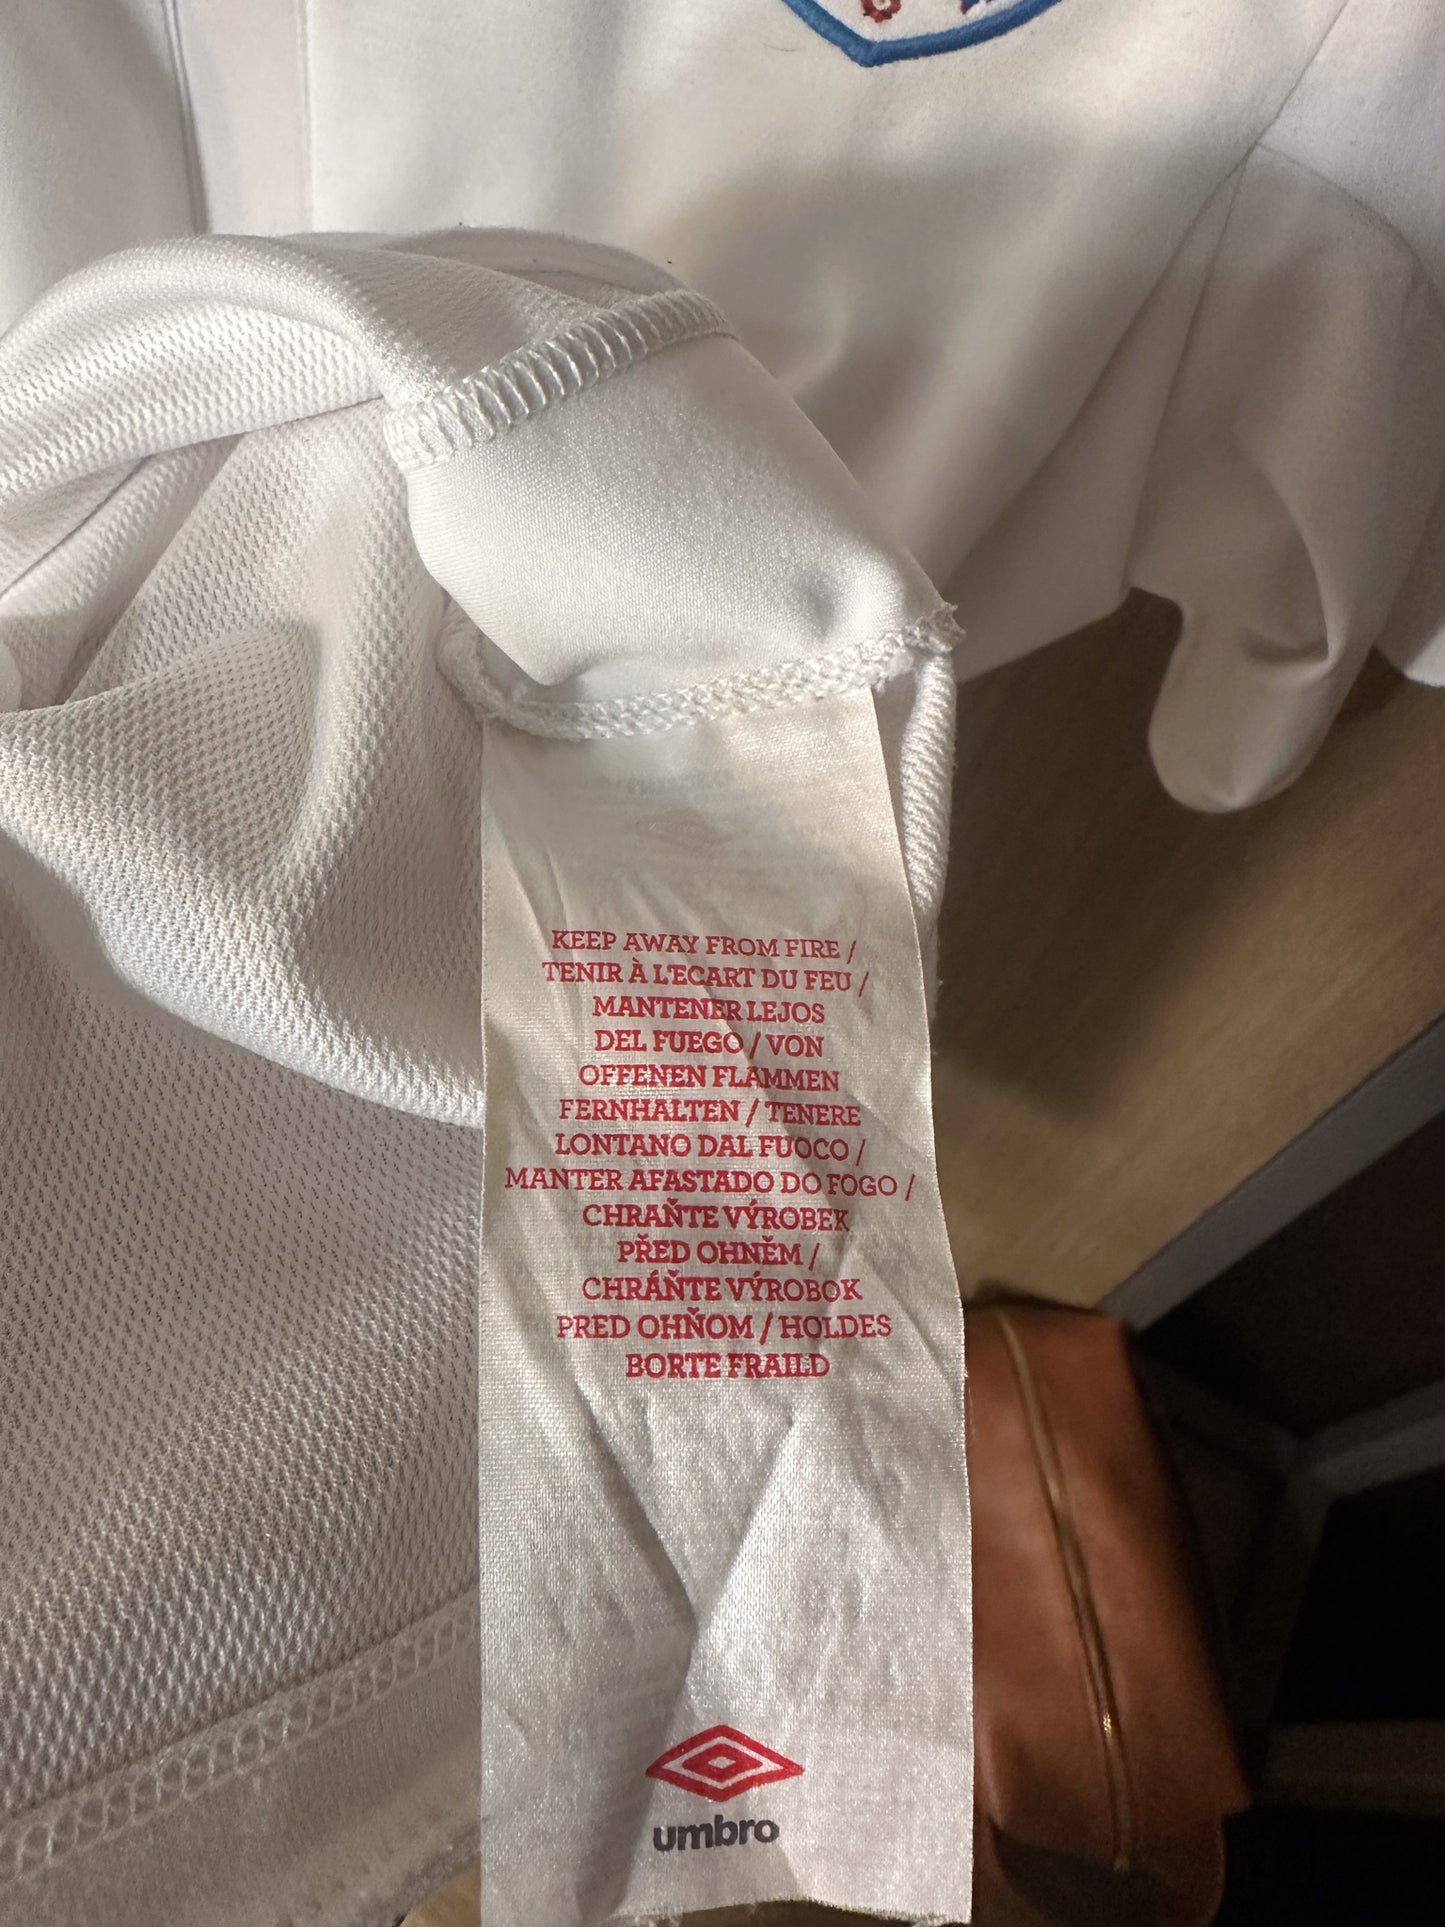 KEEP AWAY FROM FIRE /
TENIR À L'ECART DU FEU /
MANTENER LEJOS
DEL FUEGO / VON
OFFENEN FLAMMEN
FERNHALTEN / TENERE
LONTANO DAL FUOCO /
MANTER AFASTADO DO FOGO /
CHRAŇTE VÝROBEK
PŘED OHNĚM /
CHRÁŇTE VÝROBOK
PRED OHŇOM / HOLDES
BORTE FRAILD
umbro